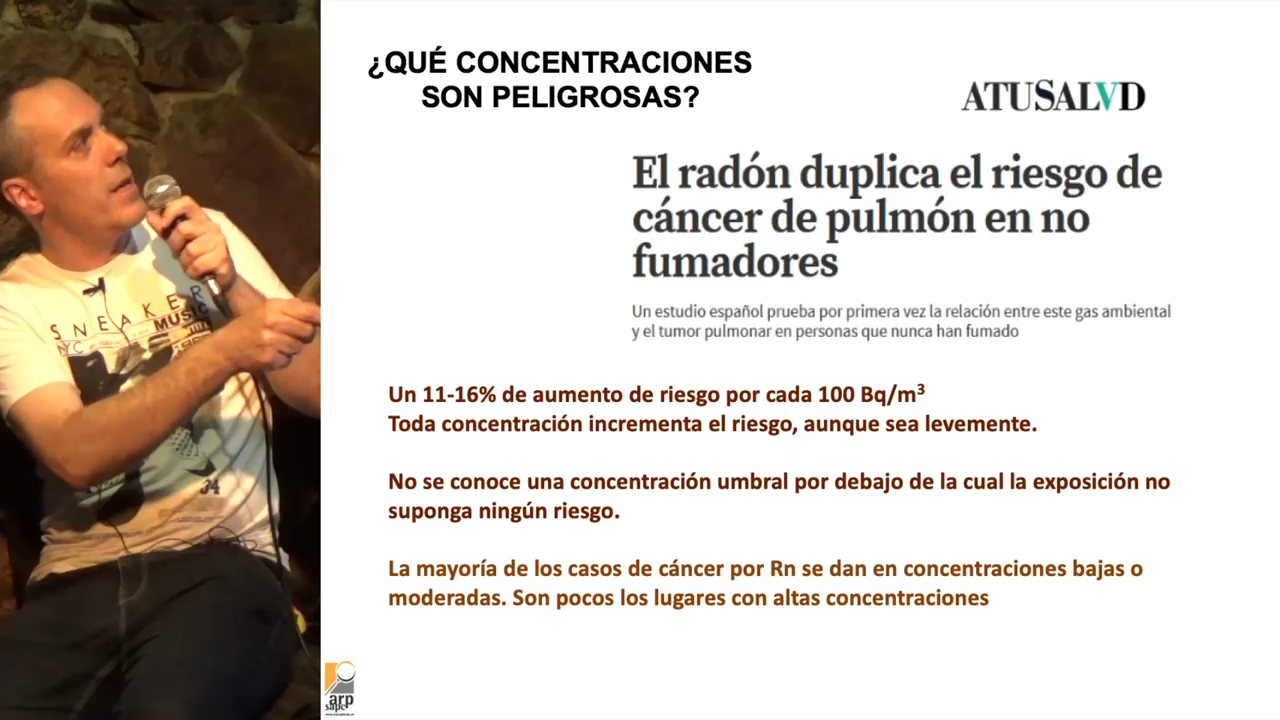 ¿QUÉ CONCENTRACIONES
SON PELIGROSAS?
ATUSALVD
El radón duplica el riesgo de
cáncer de pulmón en no
fumadores
Un estudio español prueba por primera vez la relación entre este gas ambiental
y el tumor pulmonar en personas que nunca han fumado
Un 11-16% de aumento de riesgo por cada 100 Bq/m³
Toda concentración incrementa el riesgo, aunque sea levemente.
No se conoce una concentración umbral por debajo de la cual la exposición no
suponga ningún riesgo.
La mayoría de los casos de cáncer por Rn se dan en concentraciones bajas o
moderadas. Son pocos los lugares con altas concentraciones
SNEAKER
MUSIC
NYC
34
arp
sapc